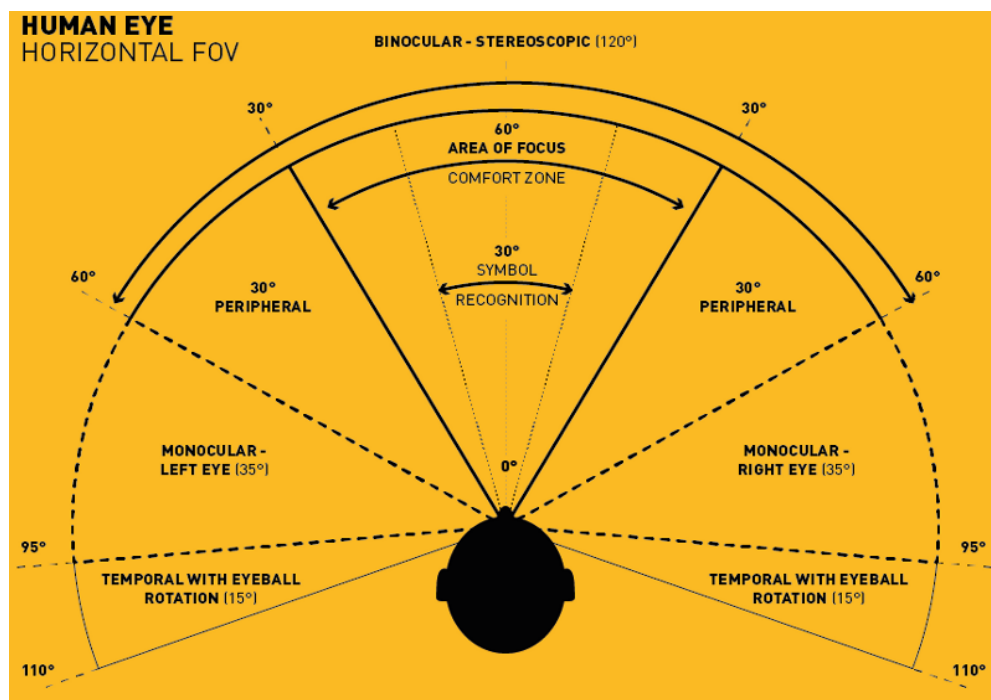 HUMAN EYE
HORIZONTAL FOV
BINOCULAR - STEREOSCOPIC (120°)
30°
30°
60°
AREA OF FOCUS
COMFORT ZONE
60°
60°
30°
PERIPHERAL
30°
SYMBOL
RECOGNITION
30°
PERIPHERAL
0°
MONOCULAR -
LEFT EYE (35°)
MONOCULAR -
RIGHT EYE (35°)
95°
95°
TEMPORAL WITH EYEBALL
ROTATION (15°)
TEMPORAL WITH EYEBALL
ROTATION (15°)
110°
110°